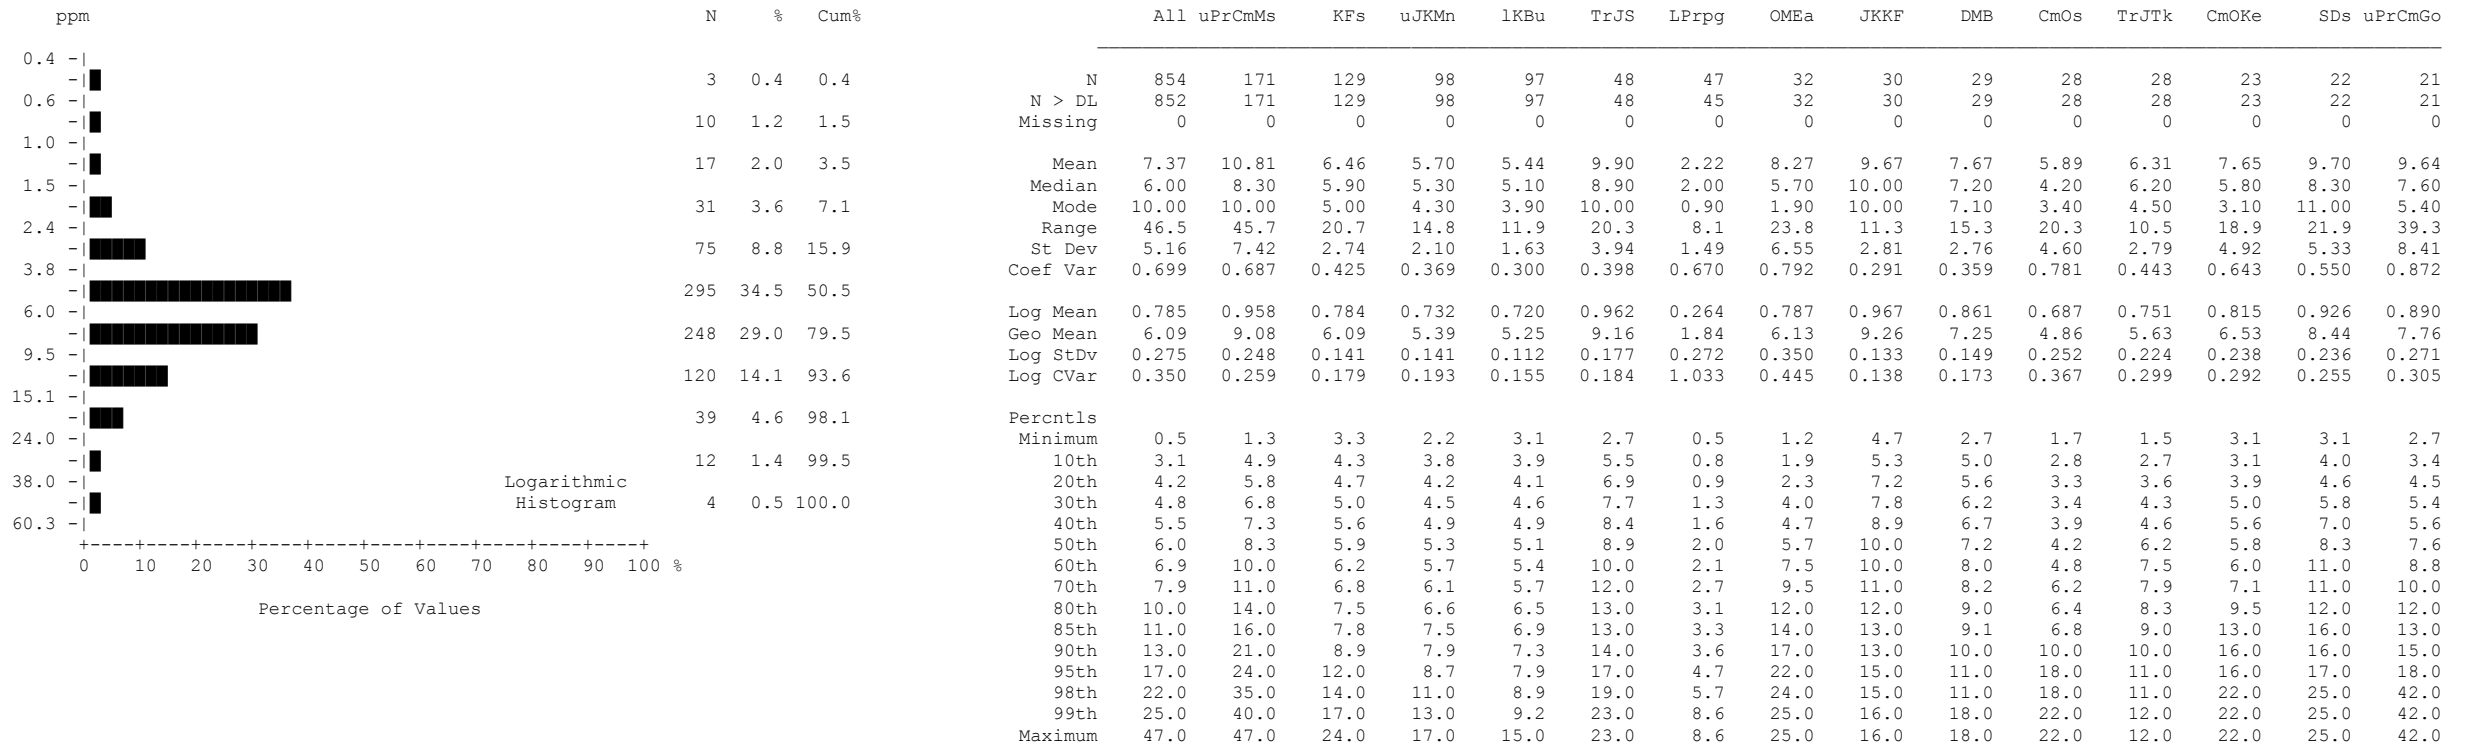 ppm N % Cum% All uPrCmMs KFs uJKMn lKBu TrJS LPrpg OMEa JKKF DMB CmOs TrJTk CmOKe SDs uPrCmGo
0.4 -|
-| 3 0.4 0.4 N 854 171 129 98 97 48 47 32 30 29 28 28 23 22 21
0.6 -| N > DL 852 171 129 98 97 48 45 32 30 29 28 28 23 22 21
-| 10 1.2 1.5 Missing 0 0 0 0 0 0 0 0 0 0 0 0 0 0 0
1.0 -|
-| 17 2.0 3.5 Mean 7.37 10.81 6.46 5.70 5.44 9.90 2.22 8.27 9.67 7.67 5.89 6.31 7.65 9.70 9.64
1.5 -| Median 6.00 8.30 5.90 5.30 5.10 8.90 2.00 5.70 10.00 7.20 4.20 6.20 5.80 8.30 7.60
-| 31 3.6 7.1 Mode 10.00 10.00 5.00 4.30 3.90 10.00 0.90 1.90 10.00 7.10 3.40 4.50 3.10 11.00 5.40
2.4 -| Range 46.5 45.7 20.7 14.8 11.9 20.3 8.1 23.8 11.3 15.3 20.3 10.5 18.9 21.9 39.3
-| 75 8.8 15.9 St Dev 5.16 7.42 2.74 2.10 1.63 3.94 1.49 6.55 2.81 2.76 4.60 2.79 4.92 5.33 8.41
3.8 -| Coef Var 0.699 0.687 0.425 0.369 0.300 0.398 0.670 0.792 0.291 0.359 0.781 0.443 0.643 0.550 0.872
-| 295 34.5 50.5
6.0 -| Log Mean 0.785 0.958 0.784 0.732 0.720 0.962 0.264 0.787 0.967 0.861 0.687 0.751 0.815 0.926 0.890
-| 248 29.0 79.5 Geo Mean 6.09 9.08 6.09 5.39 5.25 9.16 1.84 6.13 9.26 7.25 4.86 5.63 6.53 8.44 7.76
9.5 -| Log StDv 0.275 0.248 0.141 0.141 0.112 0.177 0.272 0.350 0.133 0.149 0.252 0.224 0.238 0.236 0.271
-| 120 14.1 93.6 Log CVar 0.350 0.259 0.179 0.193 0.155 0.184 1.033 0.445 0.138 0.173 0.367 0.299 0.292 0.255 0.305
15.1 -|
-| 39 4.6 98.1 Percntls
24.0 -| Minimum 0.5 1.3 3.3 2.2 3.1 2.7 0.5 1.2 4.7 2.7 1.7 1.5 3.1 3.1 2.7
-| 12 1.4 99.5 10th 3.1 4.9 4.3 3.8 3.9 5.5 0.8 1.9 5.3 5.0 2.8 2.7 3.1 4.0 3.4
38.0 -| Logarithmic 20th 4.2 5.8 4.7 4.2 4.1 6.9 0.9 2.3 7.2 5.6 3.3 3.6 3.9 4.6 4.5
-| Histogram 4 0.5 100.0 30th 4.8 6.8 5.0 4.5 4.6 7.7 1.3 4.0 7.8 6.2 3.4 4.3 5.0 5.8 5.4
60.3 -| 40th 5.5 7.3 5.6 4.9 4.9 8.4 1.6 4.7 8.9 6.7 3.9 4.6 5.6 7.0 5.6
+----+----+----+----+----+----+----+----+----+----+ 50th 6.0 8.3 5.9 5.3 5.1 8.9 2.0 5.7 10.0 7.2 4.2 6.2 5.8 8.3 7.6
0 10 20 30 40 50 60 70 80 90 100 % 60th 6.9 10.0 6.2 5.7 5.4 10.0 2.1 7.5 10.0 8.0 4.8 7.5 6.0 11.0 8.8
70th 7.9 11.0 6.8 6.1 5.7 12.0 2.7 9.5 11.0 8.2 6.2 7.9 7.1 11.0 10.0
Percentage of Values 80th 10.0 14.0 7.5 6.6 6.5 13.0 3.1 12.0 12.0 9.0 6.4 8.3 9.5 12.0 12.0
85th 11.0 16.0 7.8 7.5 6.9 13.0 3.3 14.0 13.0 9.1 6.8 9.0 13.0 16.0 13.0
90th 13.0 21.0 8.9 7.9 7.3 14.0 3.6 17.0 13.0 10.0 10.0 10.0 16.0 16.0 15.0
95th 17.0 24.0 12.0 8.7 7.9 17.0 4.7 22.0 15.0 11.0 18.0 11.0 16.0 17.0 18.0
98th 22.0 35.0 14.0 11.0 8.9 19.0 5.7 24.0 15.0 11.0 18.0 11.0 22.0 25.0 42.0
99th 25.0 40.0 17.0 13.0 9.2 23.0 8.6 25.0 16.0 18.0 22.0 12.0 22.0 25.0 42.0
Maximum 47.0 47.0 24.0 17.0 15.0 23.0 8.6 25.0 16.0 18.0 22.0 12.0 22.0 25.0 42.0